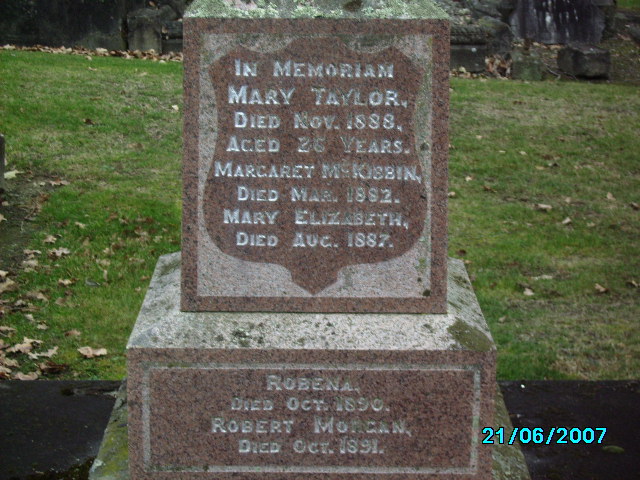 IN MEMORIAM
MARY TAYLOR,
DIED NOV. 1888,
AGED 26 YEARS.
MARGARET MCKIBBIN,
DIED MAR. 1882.
MARY ELIZABETH,
DIED AUG. 1887.
ROBENA,
DIED OCT. 1890.
ROBERT MORGAN,
DIED OCT. 1891.
21/06/2007